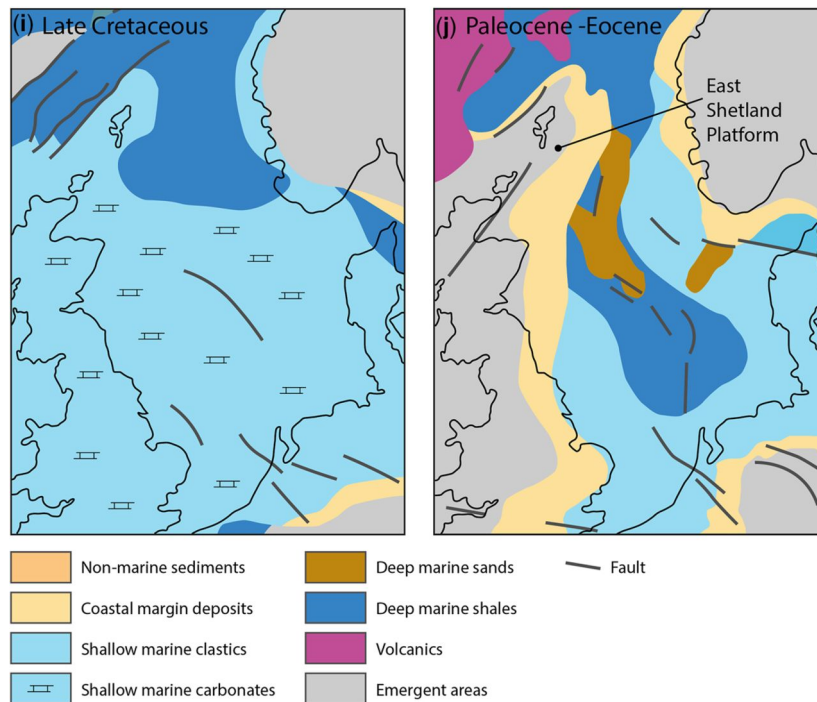 (i) Late Cretaceous
(j) Paleocene -Eocene
East
Shetland
Platform
Non-marine sediments
Coastal margin deposits
Shallow marine clastics
Shallow marine carbonates
Deep marine sands
Deep marine shales
Volcanics
Emergent areas
Fault